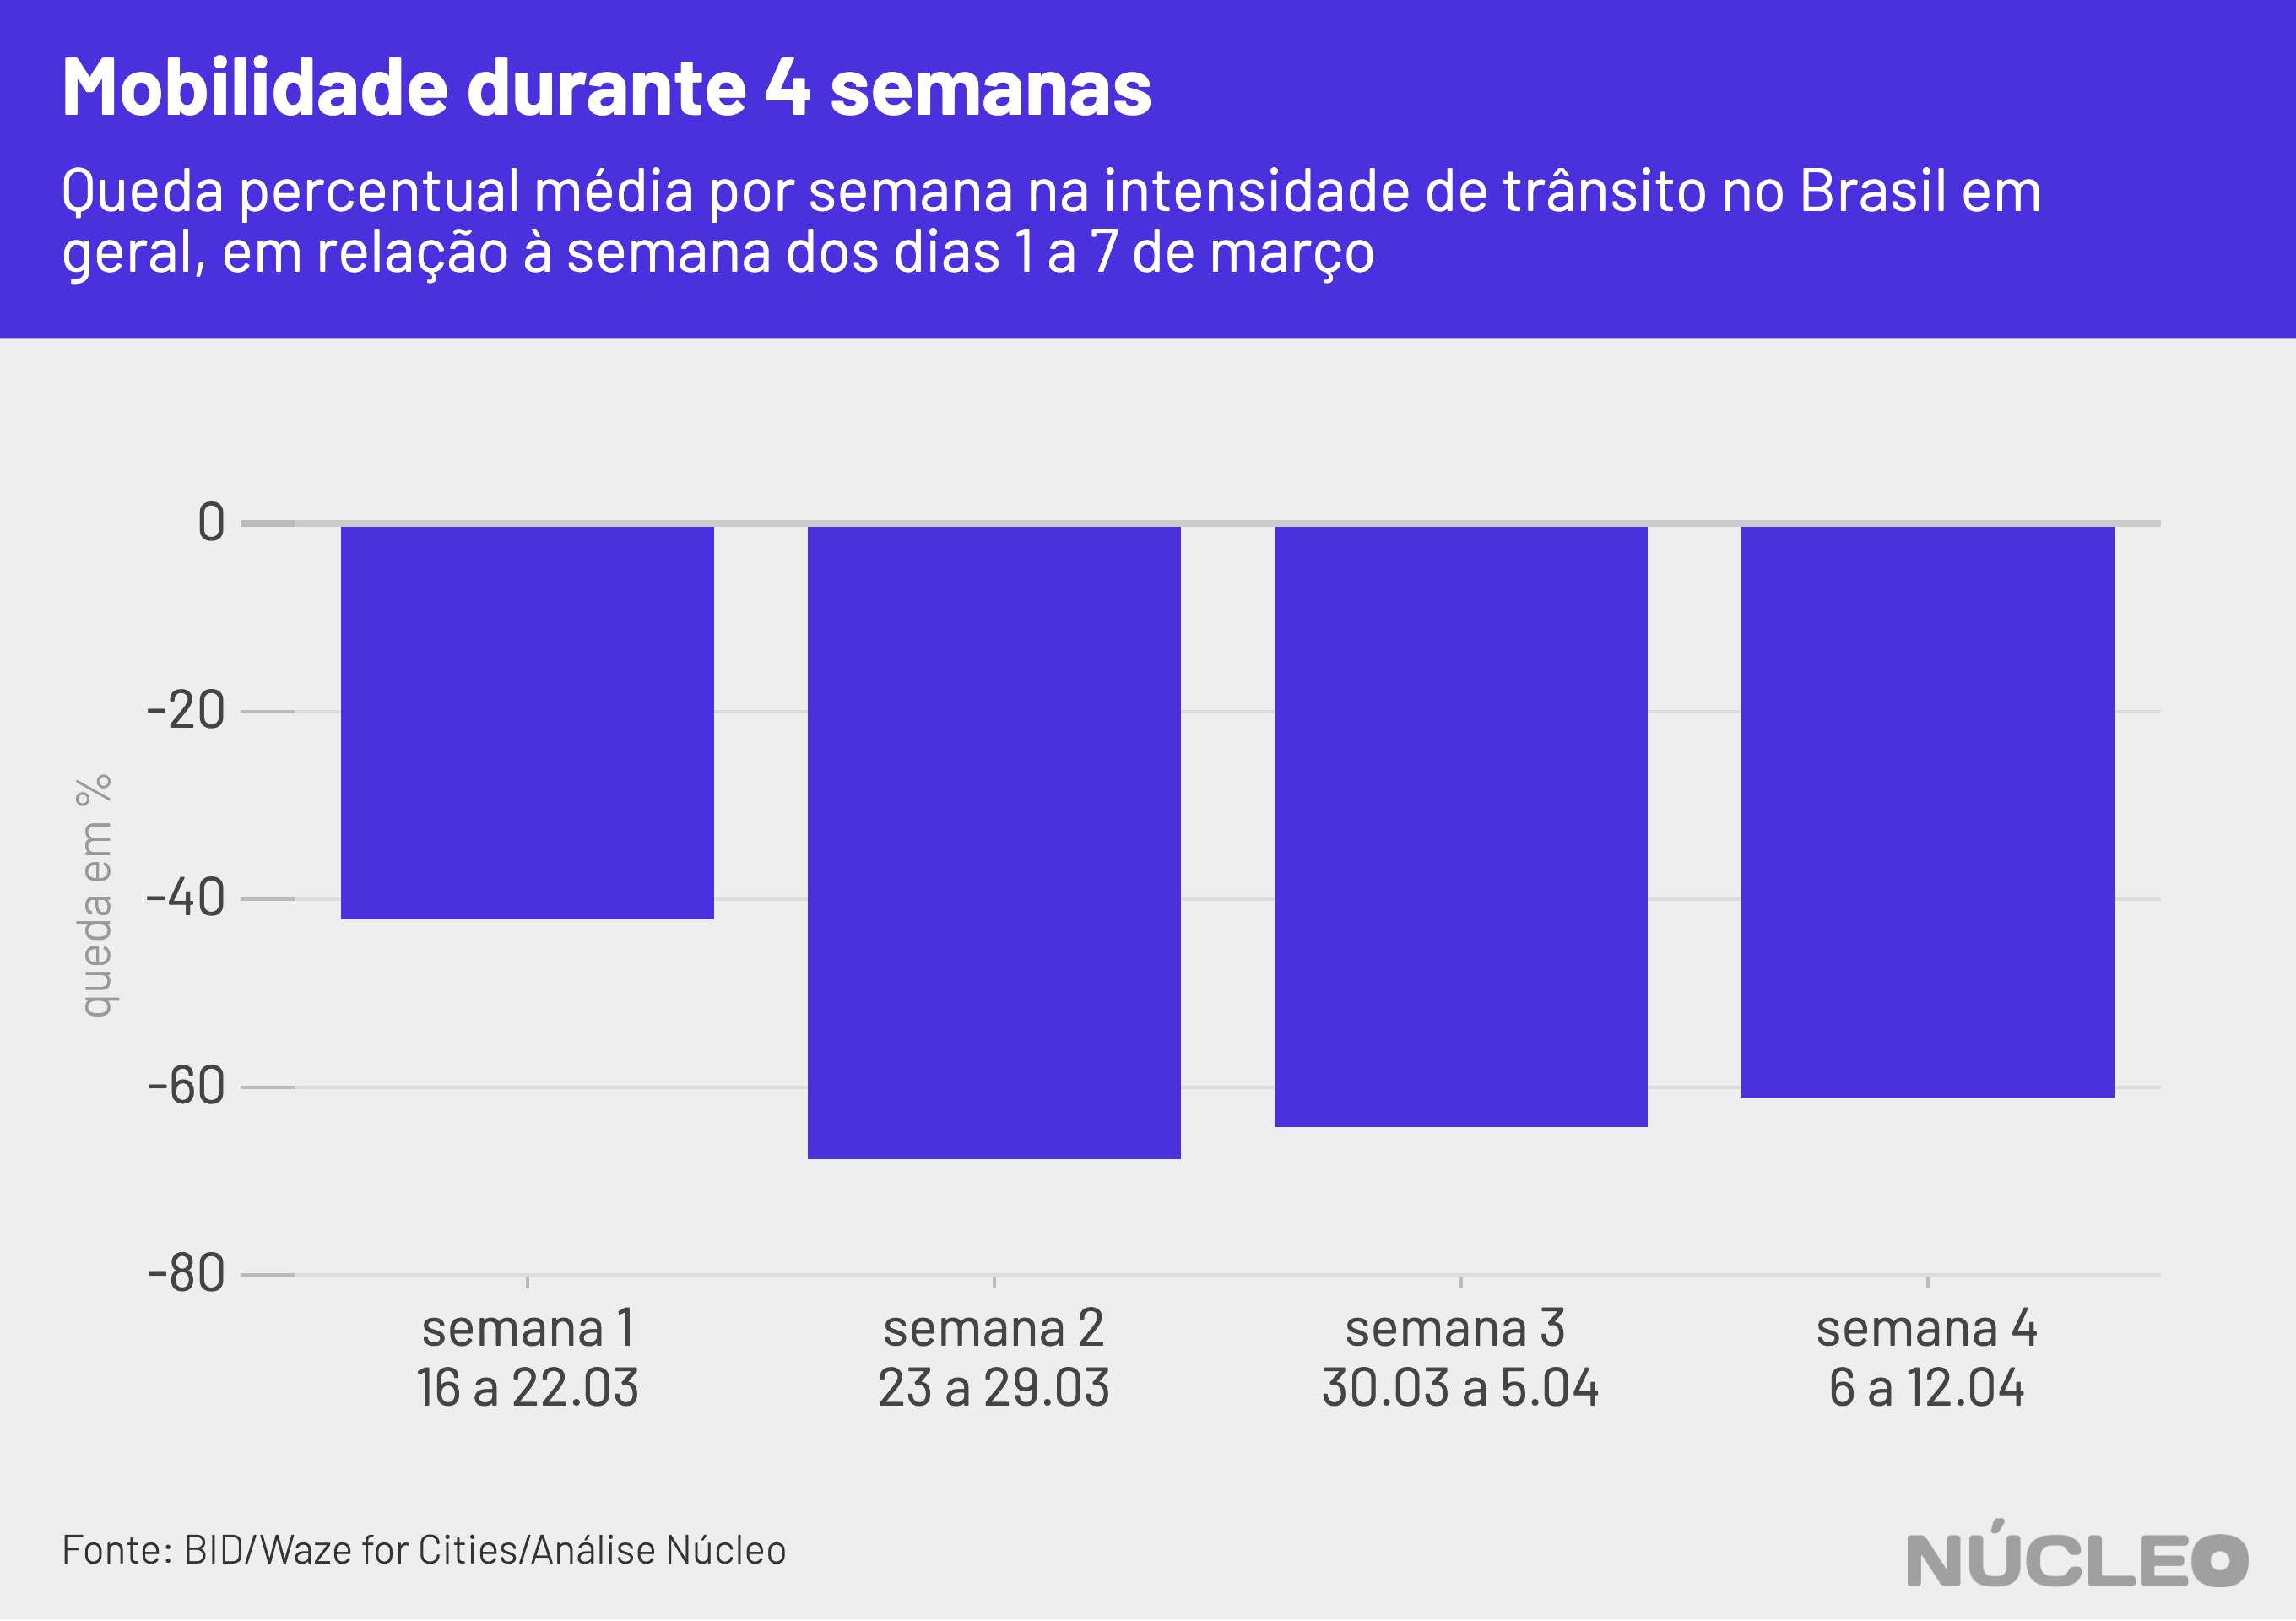 Mobilidade durante 4 semanas
Queda percentual média por semana na intensidade de trânsito no Brasil em
geral, em relação à semana dos dias 1 a 7 de março
0
-20
-40
-60
-80
queda em %
semana 1
16 a 22.03
semana 2
23 a 29.03
semana 3
30.03 a 5.04
semana 4
6 a 12.04
Fonte: BID/Waze for Cities/Análise Núcleo
NÚCLEO